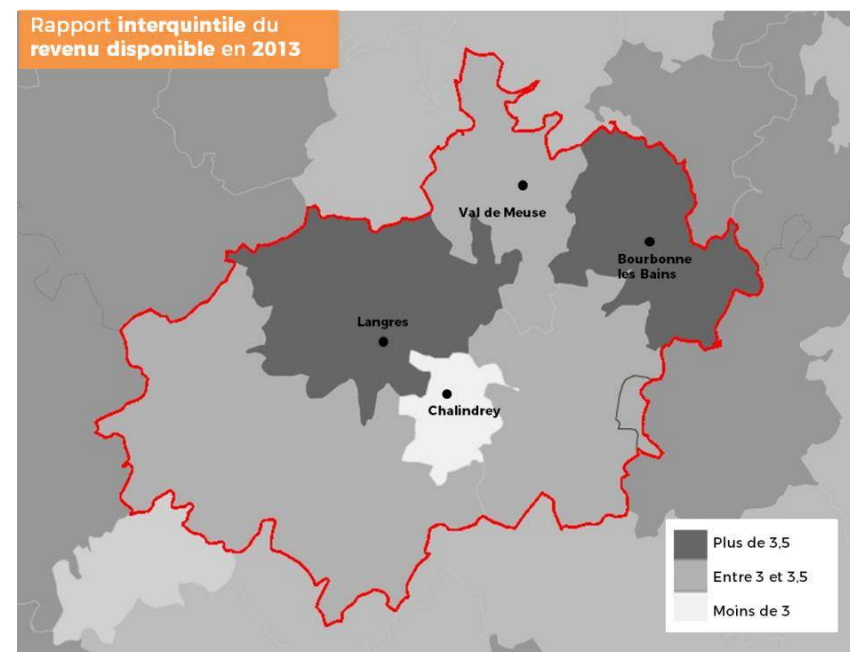 Rapport interquintile du
revenu disponible en 2013
Val de Meuse
Bourbonne
les Bains
Langres
Chalindrey
Plus de 3,5
Entre 3 et 3,5
Moins de 3